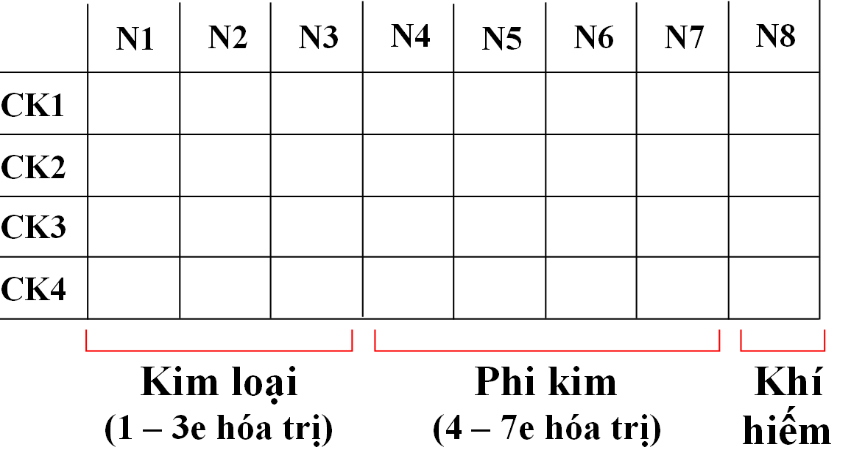 N1 N2 N3 N4 N5 N6 N7 N8
CK1
CK2
CK3
CK4
Kim loại Phi kim Khí
(1 – 3e hóa trị) (4 – 7e hóa trị) hiếm